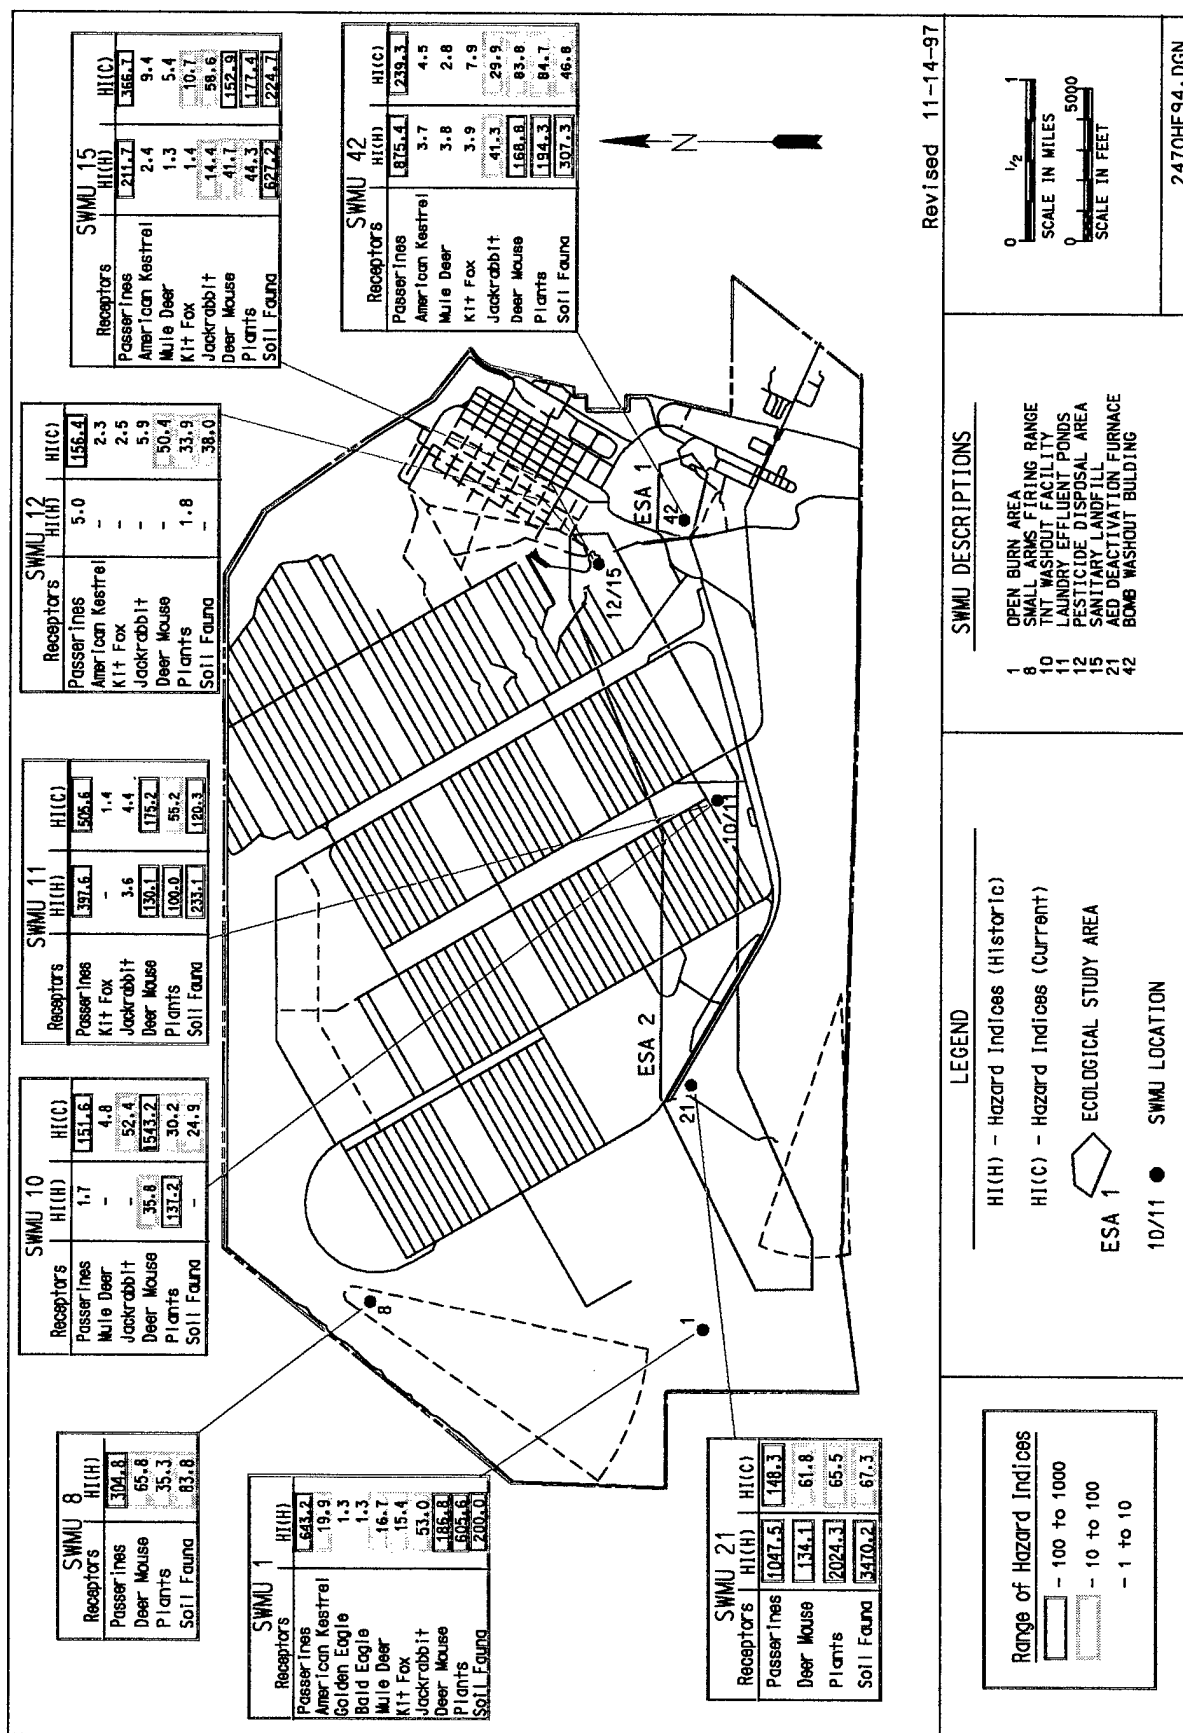 SWMU 8
Receptors HI(H)
Passerines 304.8
Deer Mouse 65.8
Plants 35.3
Soil Fauna 83.8
SWMU 10
Receptors HI(H) HI(C)
Passerines 1.7 151.6
Mule Deer - 4.8
Jackrabbit - 52.4
Deer Mouse 35.8 1543.2
Plants 137.2 30.2
Soil Fauna - 24.9
SWMU 11
Receptors HI(H) HI(C)
Passerines 397.6 505.6
Kit Fox - 1.4
Jackrabbit 3.6 4.4
Deer Mouse 130.1 175.2
Plants 100.0 55.2
Soil Fauna 233.1 120.3
SWMU 12
Receptors HI(H) HI(C)
Passerines 5.0 156.4
American Kestrel - 2.3
Kit Fox - 2.5
Jackrabbit - 5.9
Deer Mouse - 50.4
Plants 1.8 33.9
Soil Fauna - 38.0
SWMU 15
Receptors HI(H) HI(C)
Passerines 211.7 366.7
American Kestrel 2.4 9.4
Mule Deer 1.3 5.4
Kit Fox 1.4 10.7
Jackrabbit 14.4 58.6
Deer Mouse 41.7 152.9
Plants 44.3 177.4
Soil Fauna 627.2 224.7
SWMU 1
Receptors HI(H)
Passerines 643.2
American Kestrel 19.9
Golden Eagle 1.3
Bald Eagle 1.3
Mule Deer 16.7
Kit Fox 15.4
Jackrabbit 53.0
Deer Mouse 186.8
Plants 605.6
Soil Fauna 200.0
SWMU 42
Receptors HI(H) HI(C)
Passerines 875.4 239.3
American Kestrel 3.7 4.5
Mule Deer 3.8 2.8
Kit Fox 3.9 7.9
Jackrabbit 41.3 29.9
Deer Mouse 168.8 83.8
Plants 194.3 84.7
Soil Fauna 307.3 46.8
SWMU 21
Receptors HI(H) HI(C)
Passerines 1047.5 148.3
Deer Mouse 134.1 61.8
Plants 2024.3 65.5
Soil Fauna 3470.2 67.3
8
1
21
ESA 2
10/11
12/15
ESA 1
42
N
Revised 11-14-97
Range of Hazard Indices
- 100 to 1000
- 10 to 100
- 1 to 10
LEGEND
HI(H) - Hazard Indices (Historic)
HI(C) - Hazard Indices (Current)
ESA 1 ECOLOGICAL STUDY AREA
10/11 SWMU LOCATION
SWMU DESCRIPTIONS
1 OPEN BURN AREA
8 SMALL ARMS FIRING RANGE
10 TNT WASHOUT FACILITY
11 LAUNDRY EFFLUENT PONDS
12 PESTICIDE DISPOSAL AREA
15 SANITARY LANDFILL
21 AED DEACTIVATION FURNACE
42 BOMB WASHOUT BUILDING
0 1/2 1
SCALE IN MILES
0 5000
SCALE IN FEET
2470HF94.DGN